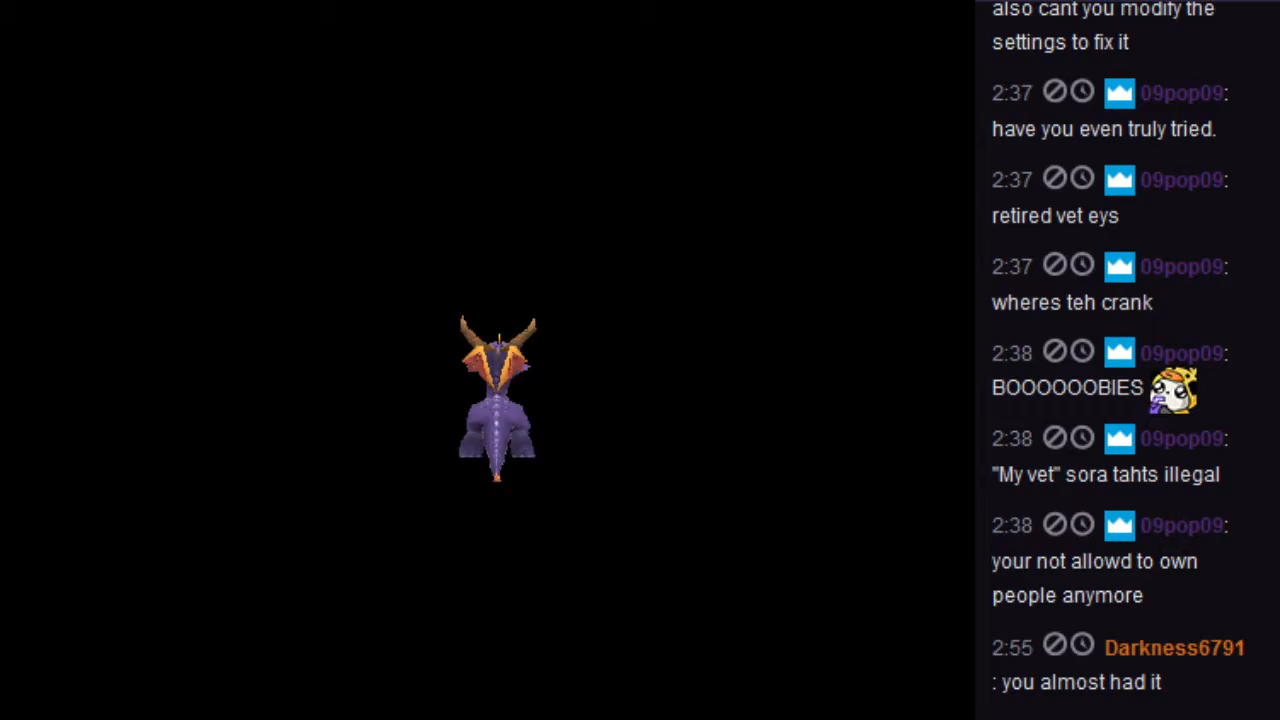 also cant you modify the
settings to fix it
2:37 09pop09:
have you even truly tried.
2:37 09pop09:
retired vet eys
2:37 09pop09:
wheres teh crank
2:38 09pop09:
BOOOOOOBIES
2:38 09pop09:
"My vet" sora tahts illegal
2:38 09pop09:
your not allowd to own
people anymore
2:55 Darkness6791
: you almost had it